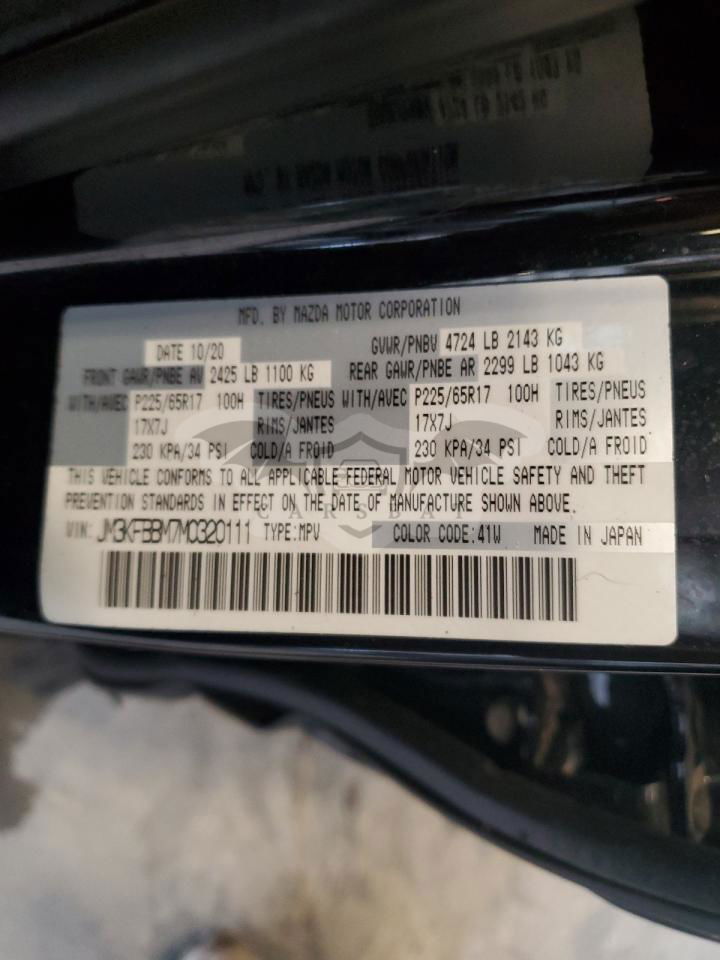 MFD. BY MAZDA MOTOR CORPORATION
DATE 10/20 GVWR/PNBV 4724 LB 2143 KG
FRONT GAWR/PNBE AV 2425 LB 1100 KG REAR GAWR/PNBE AR 2299 LB 1043 KG
WITH/AVEC P225/65R17 100H TIRES/PNEUS WITH/AVEC P225/65R17 100H TIRES/PNEUS
17X7J RIMS/JANTES 17X7J RIMS/JANTES
230 KPA/34 PSI COLD/A FROID 230 KPA/34 PSI COLD/A FROID
THIS VEHICLE CONFORMS TO ALL APPLICABLE FEDERAL MOTOR VEHICLE SAFETY AND THEFT
PREVENTION STANDARDS IN EFFECT ON THE DATE OF MANUFACTURE SHOWN ABOVE.
VIN: JM3KFBBM7M0320111 TYPE:MPV COLOR CODE:41W MADE IN JAPAN